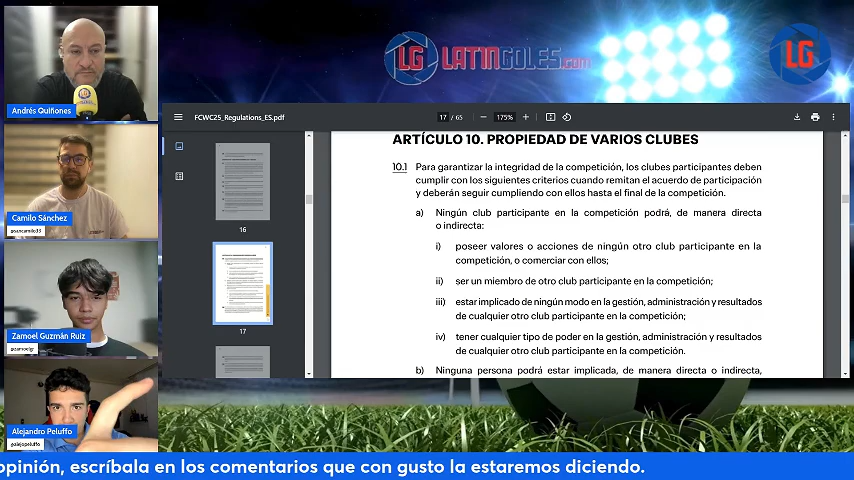 LG LATINGOLES.com
LG
Andrés Quiñones
Camilo Sánchez
@sancamilo33
Zamoel Guzmán Ruiz
@zamoelgr
Alejandro Peluffo
@alejopeluffo
FCWC25_Regulations_ES.pdf
17 / 65
175%
16
17
ARTÍCULO 10. PROPIEDAD DE VARIOS CLUBES
10.1 Para garantizar la integridad de la competición, los clubes participantes deben
cumplir con los siguientes criterios cuando remitan el acuerdo de participación
y deberán seguir cumpliendo con ellos hasta el final de la competición.
a) Ningún club participante en la competición podrá, de manera directa
o indirecta:
i) poseer valores o acciones de ningún otro club participante en la
competición, o comerciar con ellos;
ii) ser un miembro de otro club participante en la competición;
iii) estar implicado de ningún modo en la gestión, administración y resultados
de cualquier otro club participante en la competición;
iv) tener cualquier tipo de poder en la gestión, administración y resultados
de cualquier otro club participante en la competición.
b) Ninguna persona podrá estar implicada, de manera directa o indirecta,
opinión, escríbala en los comentarios que con gusto la estaremos diciendo.